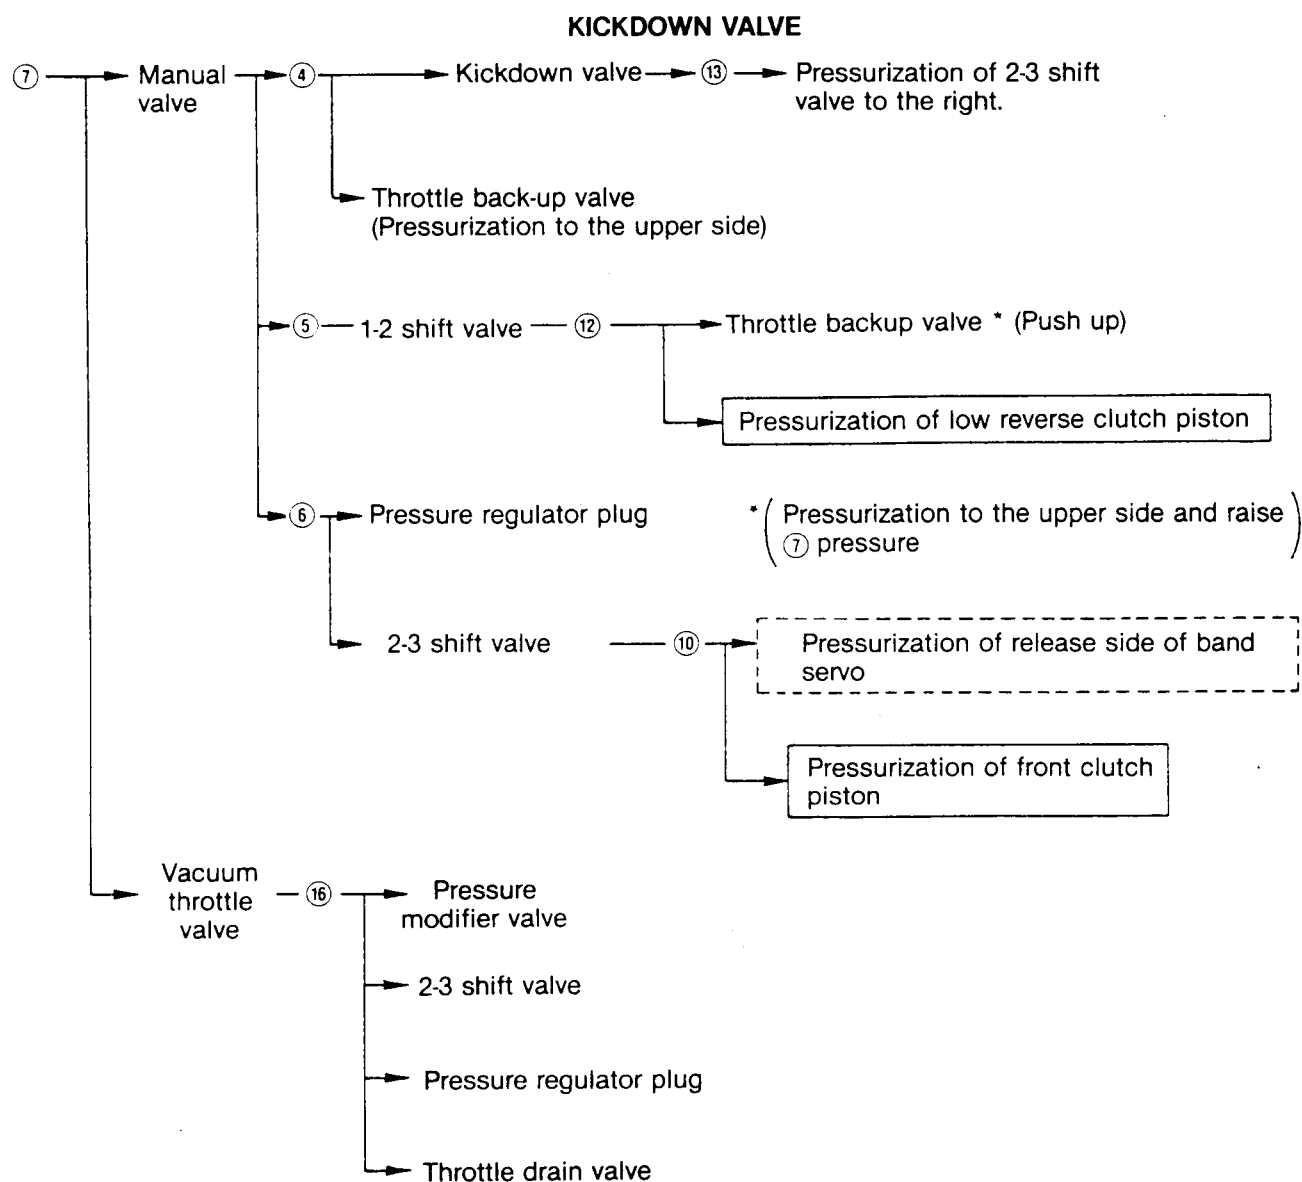 KICKDOWN VALVE
7 Manual 4 Kickdown valve 13 Pressurization of 2-3 shift
valve valve to the right.
Throttle back-up valve
(Pressurization to the upper side)
5 1-2 shift valve 12 Throttle backup valve * (Push up)
Pressurization of low reverse clutch piston
6 Pressure regulator plug * ( Pressurization to the upper side and raise
7 pressure )
2-3 shift valve 10 Pressurization of release side of band
servo
Pressurization of front clutch
piston
Vacuum
throttle
valve
16
Pressure
modifier valve
2-3 shift valve
Pressure regulator plug
Throttle drain valve